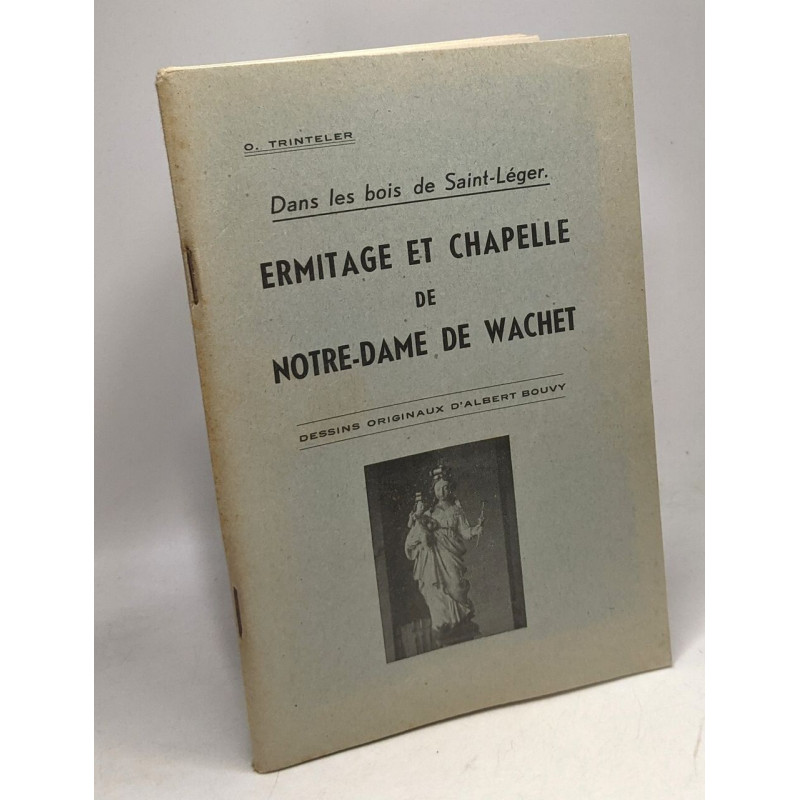 O. TRINTELER
Dans les bois de Saint-Léger.
ERMITAGE ET CHAPELLE
DE
NOTRE-DAME DE WACHET
DESSINS ORIGINAUX D'ALBERT BOUVY